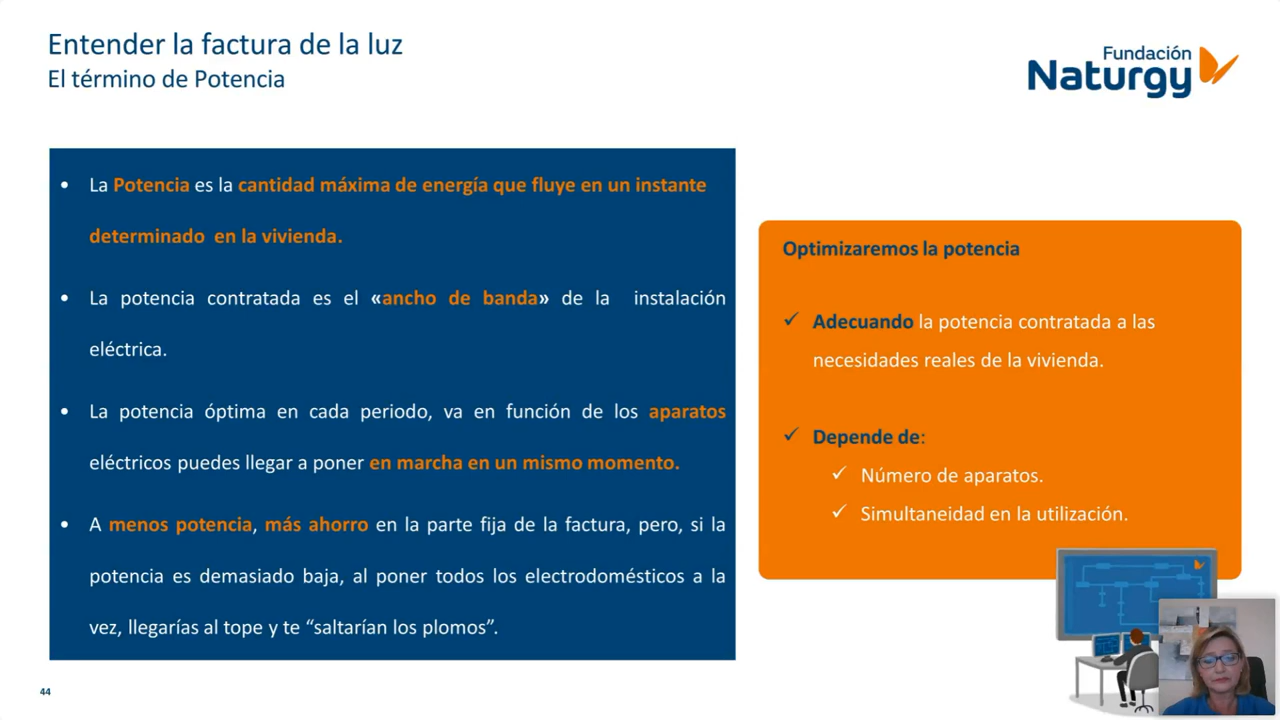 Entender la factura de la luz
El término de Potencia
Fundación
Naturgy
• La Potencia es la cantidad máxima de energía que fluye en un instante
determinado en la vivienda.
• La potencia contratada es el «ancho de banda» de la instalación
eléctrica.
• La potencia óptima en cada periodo, va en función de los aparatos
eléctricos puedes llegar a poner en marcha en un mismo momento.
• A menos potencia, más ahorro en la parte fija de la factura, pero, si la
potencia es demasiado baja, al poner todos los electrodomésticos a la
vez, llegarías al tope y te “saltarían los plomos”.
Optimizaremos la potencia
✓ Adecuando la potencia contratada a las
necesidades reales de la vivienda.
✓ Depende de:
✓ Número de aparatos.
✓ Simultaneidad en la utilización.
44